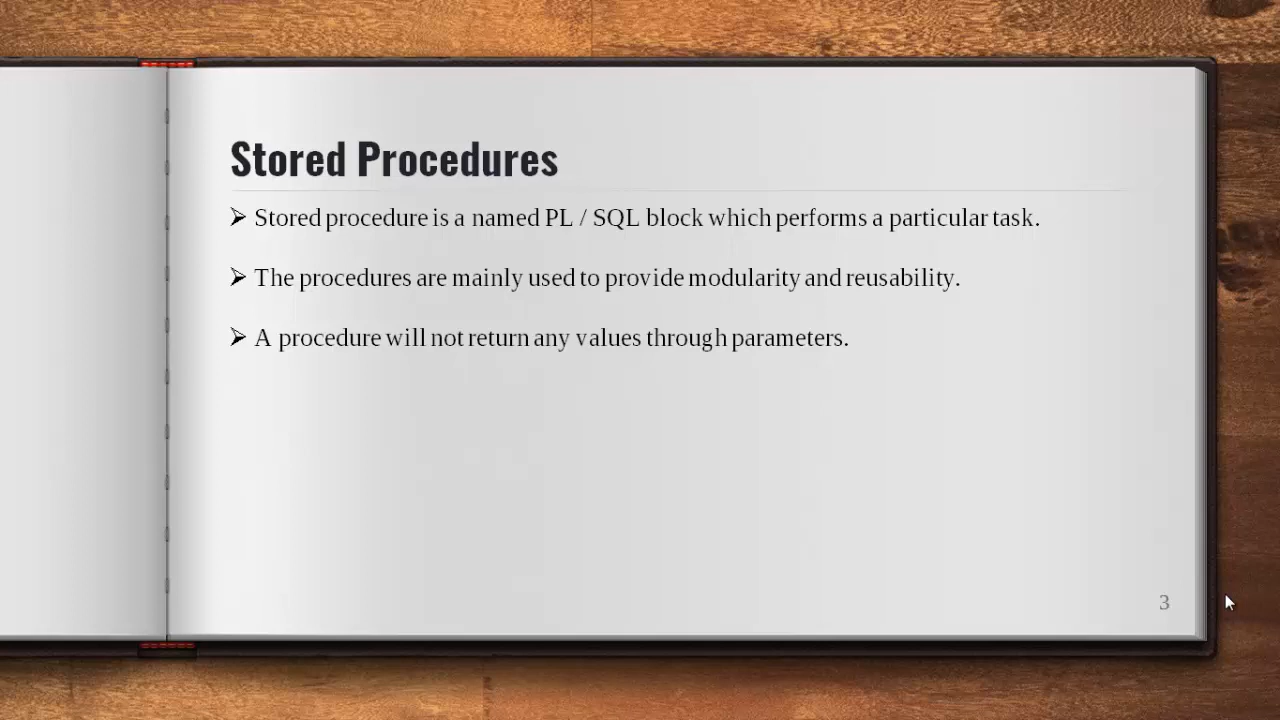 Stored Procedures
Stored procedure is a named PL / SQL block which performs a particular task.
The procedures are mainly used to provide modularity and reusability.
A procedure will not return any values through parameters.
3